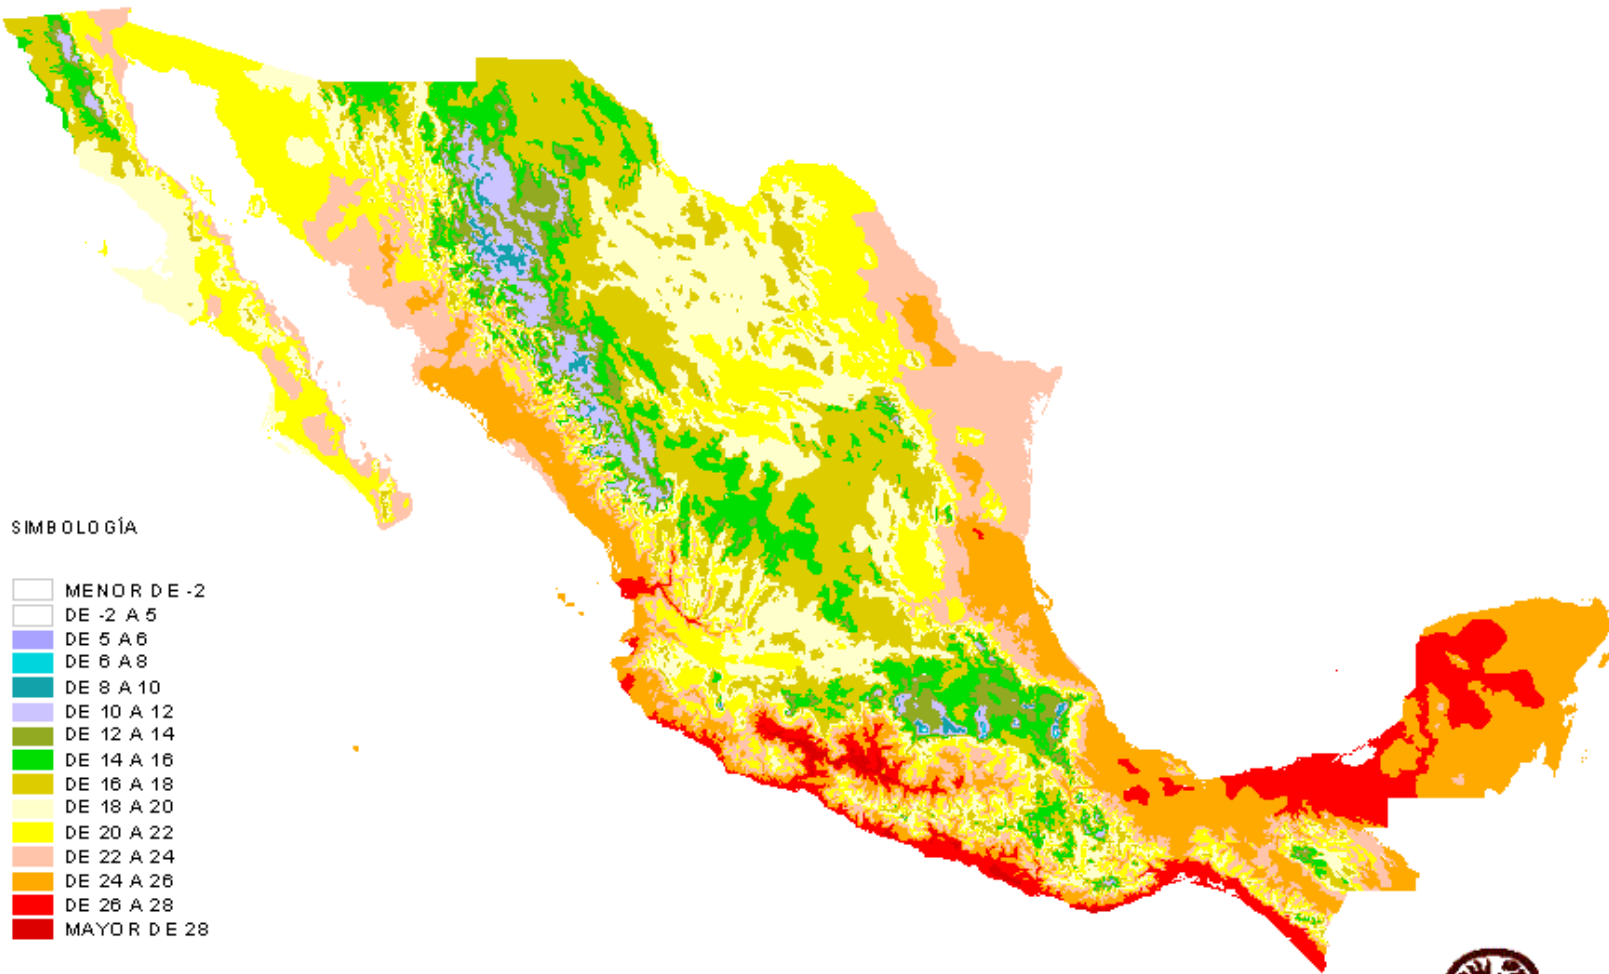 SIMBOLOGÍA
MENOR DE -2
DE -2 A 5
DE 5 A 6
DE 6 A 8
DE 8 A 10
DE 10 A 12
DE 12 A 14
DE 14 A 16
DE 16 A 18
DE 18 A 20
DE 20 A 22
DE 22 A 24
DE 24 A 26
DE 26 A 28
MAYOR DE 28